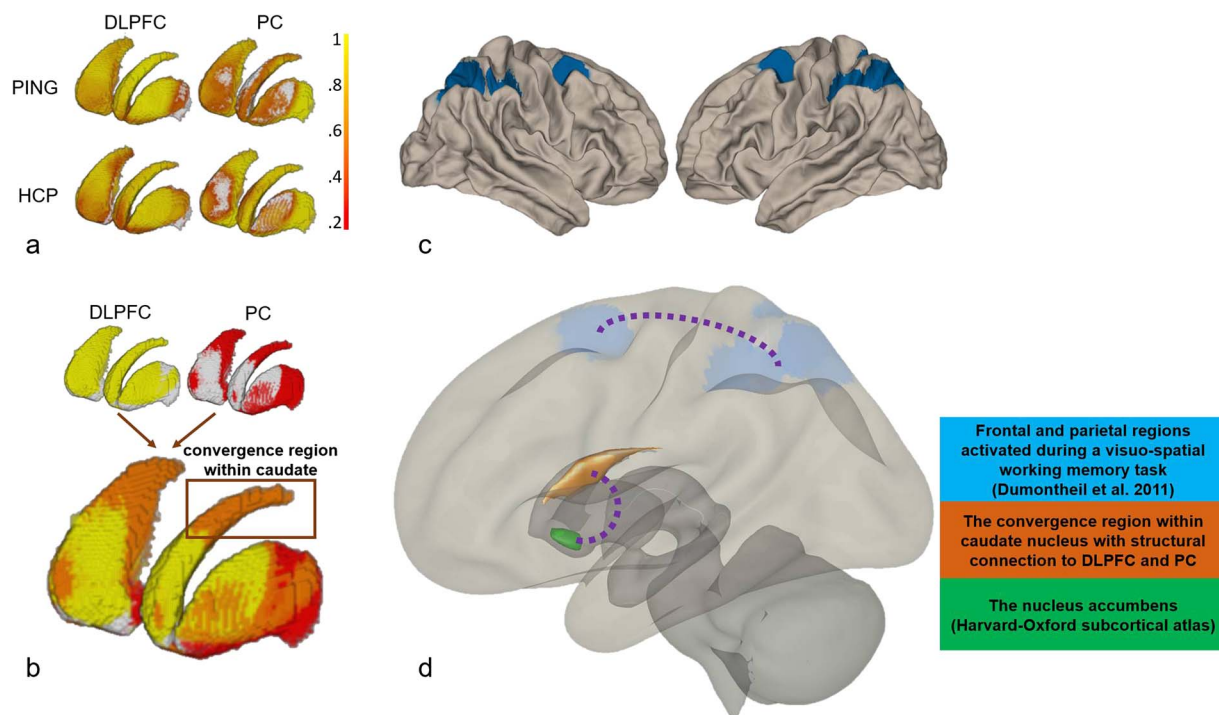 DLPFC PC
PING
HCP
1
.8
.6
.4
.2
a
c
DLPFC PC
convergence region
within caudate
b
d
Frontal and parietal regions
activated during a visuo-spatial
working memory task
(Dumontheil et al. 2011)
The convergence region within
caudate nucleus with structural
connection to DLPFC and PC
The nucleus accumbens
(Harvard-Oxford subcortical atlas)